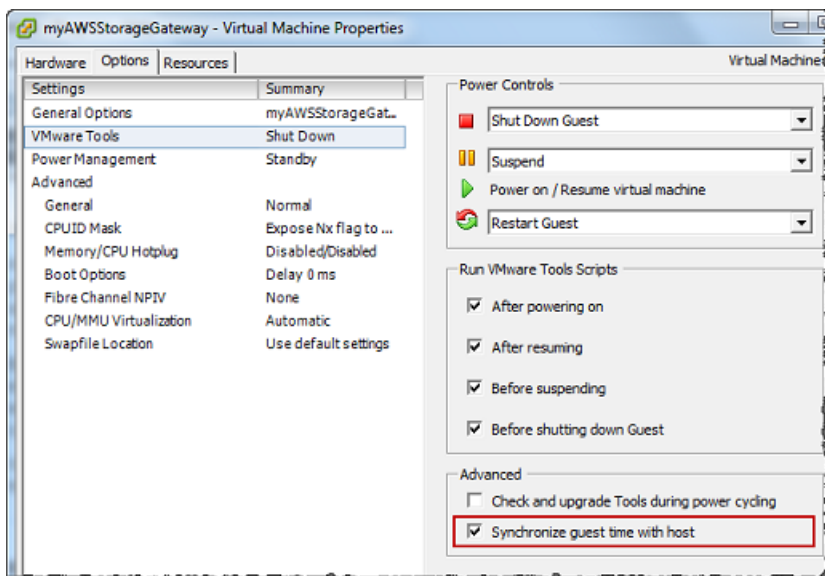 myAWSStorageGateway - Virtual Machine Properties
Hardware Options Resources Virtual Machine
Settings Summary
General Options myAWSStorageGat...
VMware Tools Shut Down
Power Management Standby
Advanced
General Normal
CPUID Mask Expose Nx flag to ...
Memory/CPU Hotplug Disabled/Disabled
Boot Options Delay 0 ms
Fibre Channel NPIV None
CPU/MMU Virtualization Automatic
Swapfile Location Use default settings
Power Controls
Shut Down Guest
Suspend
Power on / Resume virtual machine
Restart Guest
Run VMware Tools Scripts
After powering on
After resuming
Before suspending
Before shutting down Guest
Advanced
Check and upgrade Tools during power cycling
Synchronize guest time with host